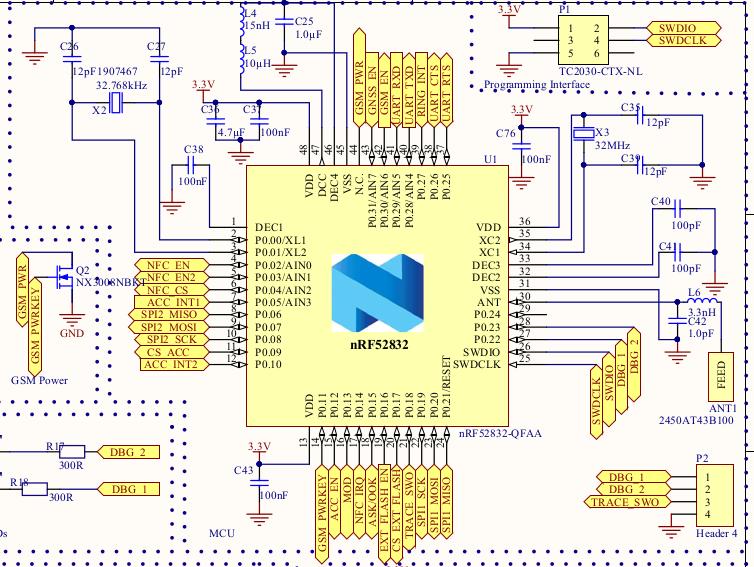 L4
15nH
L5
10µH
C25
1.0µF
C26
12pF
C27
12pF
1907467
32.768kHz
X2
3.3V
C36
4.7µF
C37
100nF
C38
100nF
GSM PWR
GNSS EN
GSM EN
UART RXD
UART TXD
RING INT
UART CTS
UART RTS
3.3V
P1
1 2
3 4
5 6
SWDIO
SWDCLK
TC2030-CTX-NL
Programming Interface
3.3V
C76
100nF
C35
12pF
X3
32MHz
C39
12pF
C40
100pF
C41
100pF
L6
3.3nH
C42
1.0pF
FEED
ANT1
2450AT43B100
U1
48 47 46 45 44 43 42 41 40 39 38 37
VDD
DCC
DEC4
VSS
N.C.
P0.31/AIN7
P0.30/AIN6
P0.29/AIN5
P0.28/AIN4
P0.27
P0.26
P0.25
1 DEC1
2 P0.00/XL1
3 P0.01/XL2
NFC EN 4 P0.02/AIN0
NFC EN2 5 P0.03/AIN1
NFC CS 6 P0.04/AIN2
ACC INT1 7 P0.05/AIN3
SPI2 MISO 8 P0.06
SPI2 MOSI 9 P0.07
SPI2 SCK 10 P0.08
CS ACC 11 P0.09
ACC INT2 12 P0.10
nRF52832
VDD 36
XC2 35
XC1 34
DEC3 33
DEC2 32
VSS 31
ANT 30
P0.24 29
P0.23 28
P0.22 27
SWDIO 26
SWDCLK 25
SWDCLK
SWDIO
DBG 1
DBG 2
VDD
P0.11
P0.12
P0.13
P0.14
P0.15
P0.16
P0.17
P0.18
P0.19
P0.20
P0.21/RESET
13 14 15 16 17 18 19 20 21 22 23 24
nRF52832-QFAA
GSM PWRKEY
ACC EN
MOD
NFC IRQ
ASK/OOK
EXT FLASH EN
CS EXT FLASH
TRACE SWO
SPI1 SCK
SPI1 MOSI
SPI1 MISO
3.3V
C43
100nF
GSM PWR
GSM PWRKEY
Q2
NX3008NBKT
GND
GSM Power
R17
300R
DBG 2
R18
300R
DBG 1
MCU
P2
DBG 1 1
DBG 2 2
TRACE_SWO 3
4
Header 4